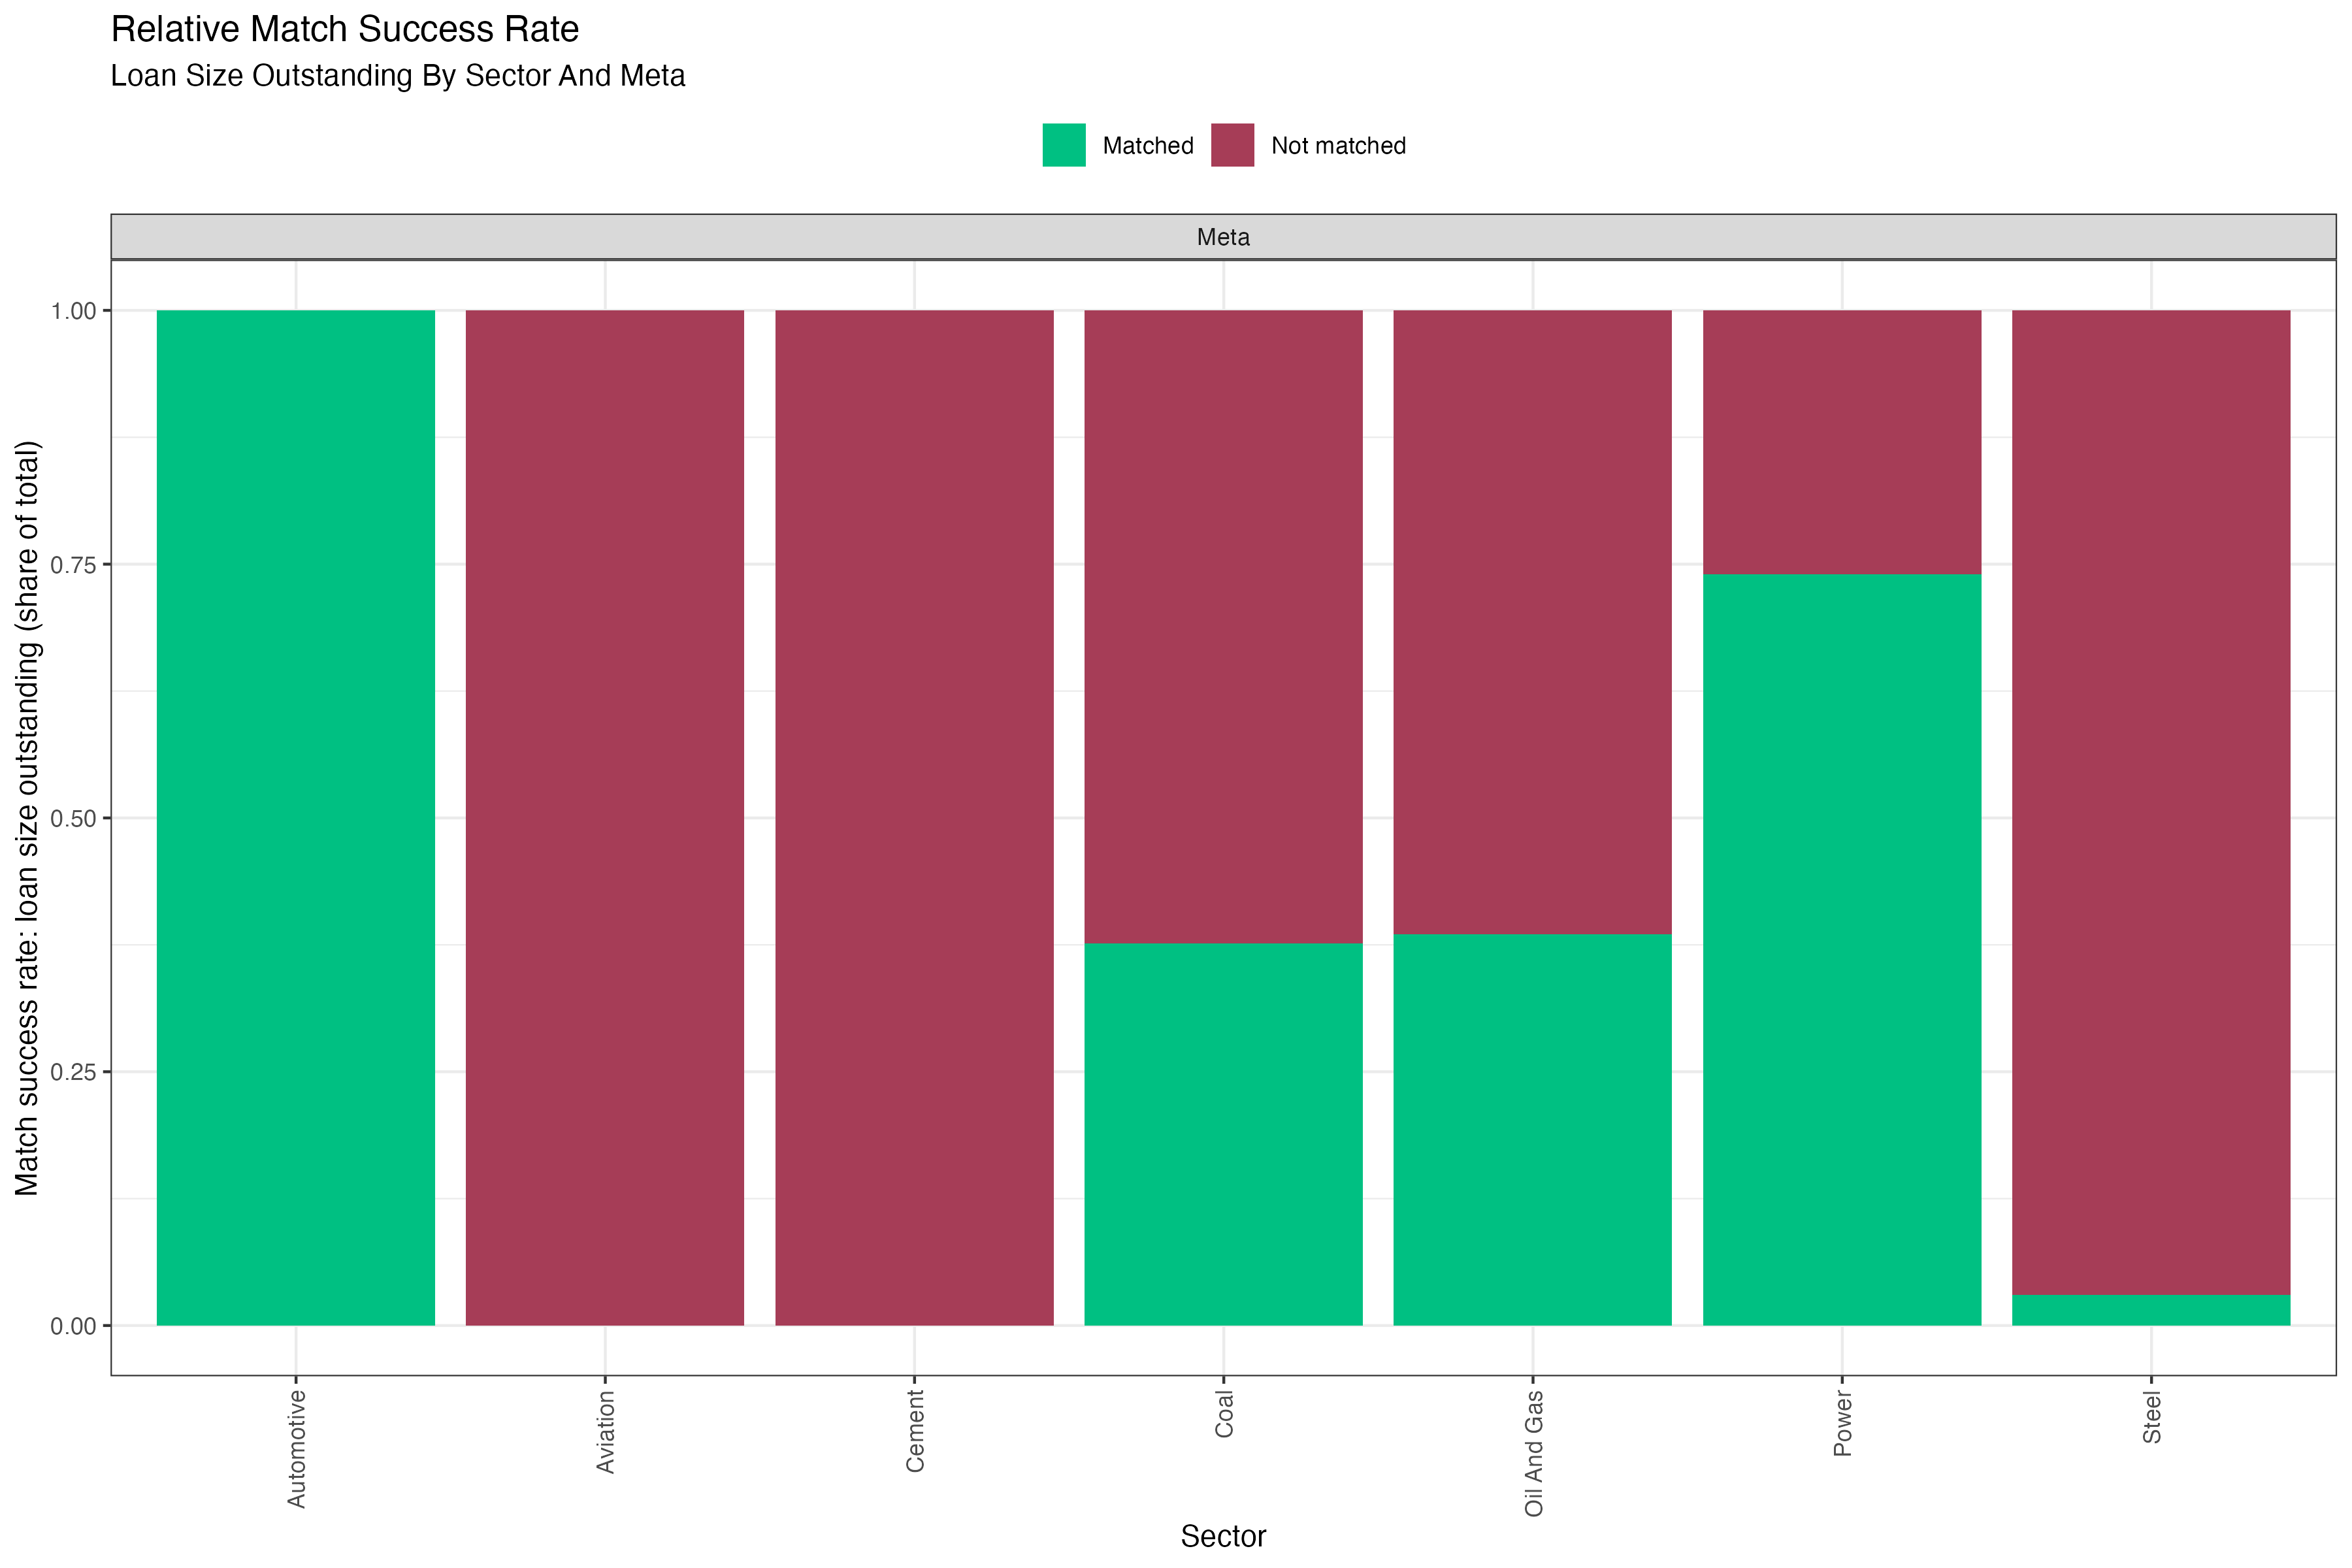 Relative Match Success Rate
Loan Size Outstanding By Sector And Meta
Matched
Not matched
Meta
Match success rate: loan size outstanding (share of total)
1.00
0.75
0.50
0.25
0.00
Automotive
Aviation
Cement
Coal
Oil And Gas
Power
Steel
Sector